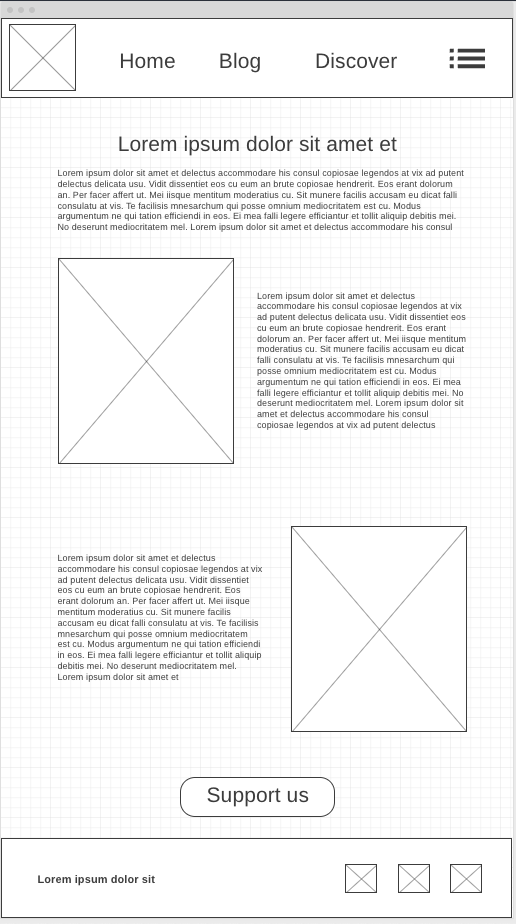 Home Blog Discover
Lorem ipsum dolor sit amet et
Lorem ipsum dolor sit amet et delectus accommodare his consul copiosae legendos at vix ad putent
delectus delicata usu. Vidit dissentiet eos cu eum an brute copiosae hendrerit. Eos erant dolorum
an. Per facer affert ut. Mei iisque mentitum moderatius cu. Sit munere facilis accusam eu dicat falli
consulatu at vis. Te facilisis mnesarchum qui posse omnium mediocritatem est cu. Modus
argumentum ne qui tation efficiendi in eos. Ei mea falli legere efficiantur et tollit aliquip debitis mei.
No deserunt mediocritatem mel. Lorem ipsum dolor sit amet et delectus accommodare his consul
Lorem ipsum dolor sit amet et delectus
accommodare his consul copiosae legendos at vix
ad putent delectus delicata usu. Vidit dissentiet eos
cu eum an brute copiosae hendrerit. Eos erant
dolorum an. Per facer affert ut. Mei iisque mentitum
moderatius cu. Sit munere facilis accusam eu dicat
falli consulatu at vis. Te facilisis mnesarchum qui
posse omnium mediocritatem est cu. Modus
argumentum ne qui tation efficiendi in eos. Ei mea
falli legere efficiantur et tollit aliquip debitis mei. No
deserunt mediocritatem mel. Lorem ipsum dolor sit
amet et delectus accommodare his consul
copiosae legendos at vix ad putent delectus
Lorem ipsum dolor sit amet et delectus
accommodare his consul copiosae legendos at vix
ad putent delectus delicata usu. Vidit dissentiet
eos cu eum an brute copiosae hendrerit. Eos
erant dolorum an. Per facer affert ut. Mei iisque
mentitum moderatius cu. Sit munere facilis
accusam eu dicat falli consulatu at vis. Te facilisis
mnesarchum qui posse omnium mediocritatem
est cu. Modus argumentum ne qui tation efficiendi
in eos. Ei mea falli legere efficiantur et tollit aliquip
debitis mei. No deserunt mediocritatem mel.
Lorem ipsum dolor sit amet et
Support us
Lorem ipsum dolor sit